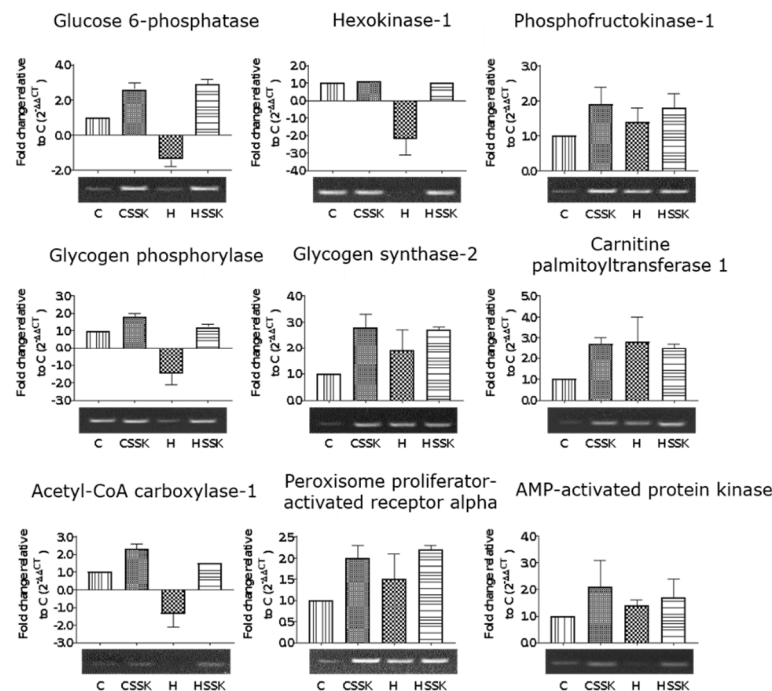 Glucose 6-phosphatase
Fold change relative
to C (2-ΔΔCT )
4.0
2.0
0.0
-2.0
C CSSK H HSSK
Hexokinase-1
Fold change relative
to C (2-ΔΔCT )
2.0
1.0
0.0
-1.0
-2.0
-3.0
-4.0
C CSSK H HSSK
Phosphofructokinase-1
Fold change relative
to C (2-ΔΔCT )
3.0
2.0
1.0
0.0
C CSSK H HSSK
Glycogen phosphorylase
Fold change relative
to C (2-ΔΔCT )
3.0
2.0
1.0
0.0
-1.0
-2.0
-3.0
C CSSK H HSSK
Glycogen synthase-2
Fold change relative
to C (2-ΔΔCT )
4.0
3.0
2.0
1.0
0.0
C CSSK H HSSK
Carnitine
palmitoyltransferase 1
Fold change relative
to C (2-ΔΔCT )
5.0
4.0
3.0
2.0
1.0
0.0
C CSSK H HSSK
Acetyl-CoA carboxylase-1
Fold change relative
to C (2-ΔΔCT )
3.0
2.0
1.0
0.0
-1.0
-2.0
-3.0
C CSSK H HSSK
Peroxisome proliferator-
activated receptor alpha
Fold change relative
to C (2-ΔΔCT )
2.5
2.0
1.5
1.0
0.5
0.0
C CSSK H HSSK
AMP-activated protein kinase
Fold change relative
to C (2-ΔΔCT )
4.0
3.0
2.0
1.0
0.0
C CSSK H HSSK